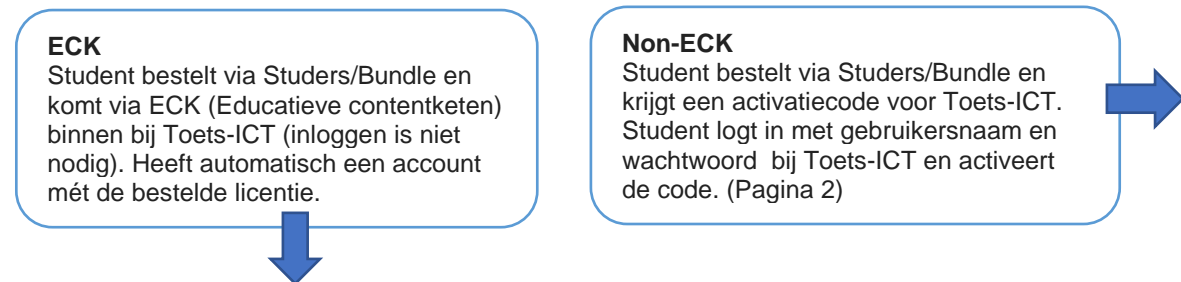 ECK
Student bestelt via Studers/Bundle en
komt via ECK (Educatieve contentketen)
binnen bij Toets-ICT (inloggen is niet
nodig). Heeft automatisch een account
mét de bestelde licentie.
Non-ECK
Student bestelt via Studers/Bundle en
krijgt een activatiecode voor Toets-ICT.
Student logt in met gebruikersnaam en
wachtwoord  bij Toets-ICT en activeert
de code. (Pagina 2)